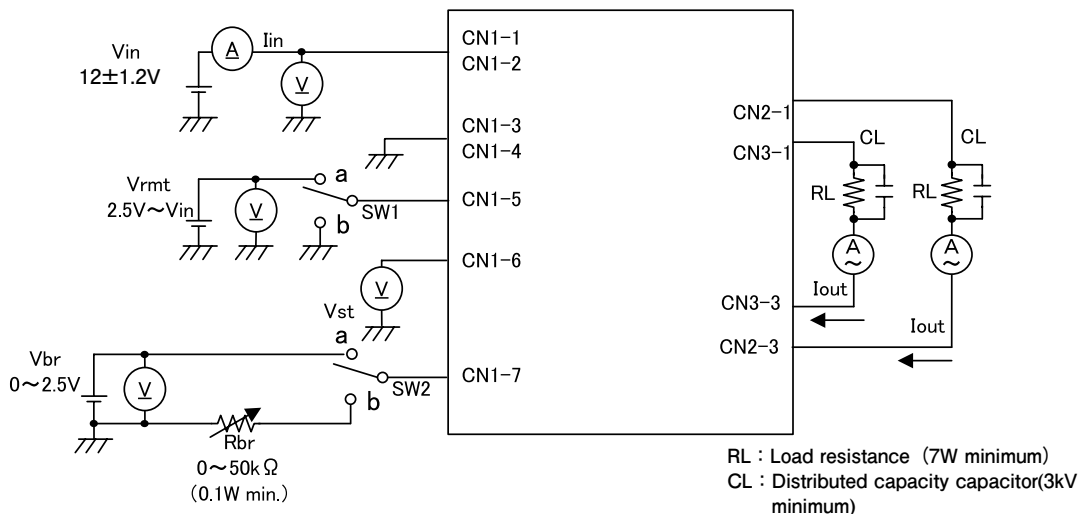 Vin
12±1.2V
A
Iin
V
CN1-1
CN1-2
CN1-3
CN1-4
Vrmt
2.5V～Vin
V
a
b
SW1
CN1-5
CN1-6
V
Vst
Vbr
0～2.5V
V
a
b
SW2
CN1-7
Rbr
0～50kΩ
(0.1W min.)
CN2-1
CN3-1
CL
RL
A
～
Iout
CN3-3
CL
RL
A
～
Iout
CN2-3
RL : Load resistance (7W minimum)
CL : Distributed capacity capacitor(3kV
minimum)